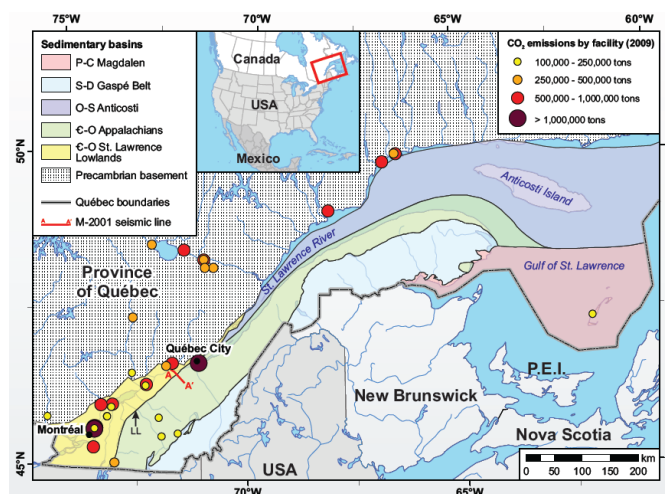 75°W
70°W
65°W
60°W
Sedimentary basins
P-C Magdalen
S-D Gaspé Belt
O-S Anticosti
Є-O Appalachians
Є-O St. Lawrence
Lowlands
Precambrian basement
Québec boundaries
A A' M-2001 seismic line
Canada
USA
Mexico
CO₂ emissions by facility (2009)
100,000 - 250,000 tons
250,000 - 500,000 tons
500,000 - 1,000,000 tons
> 1,000,000 tons
50°N
50°N
Anticosti Island
St. Lawrence River
Gulf of St. Lawrence
Province
of Québec
Québec City
A
A'
P.E.I.
New Brunswick
Montréal
LL
Nova Scotia
USA
45°N
45°N
km
0 50 100 150 200
70°W
65°W